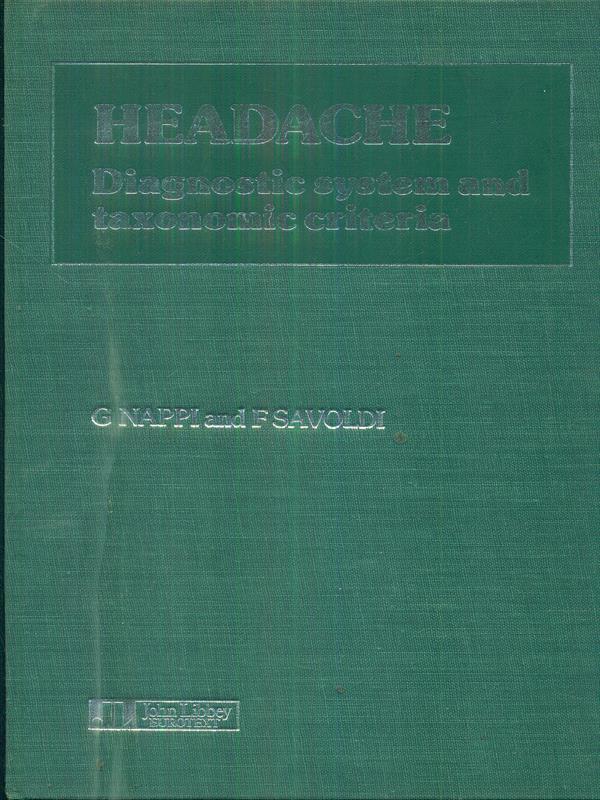 HEADACHE
Diagnostic system and
taxonomic criteria
G NAPPI and F SAVOLDI
John Libbey
EUROTEXT